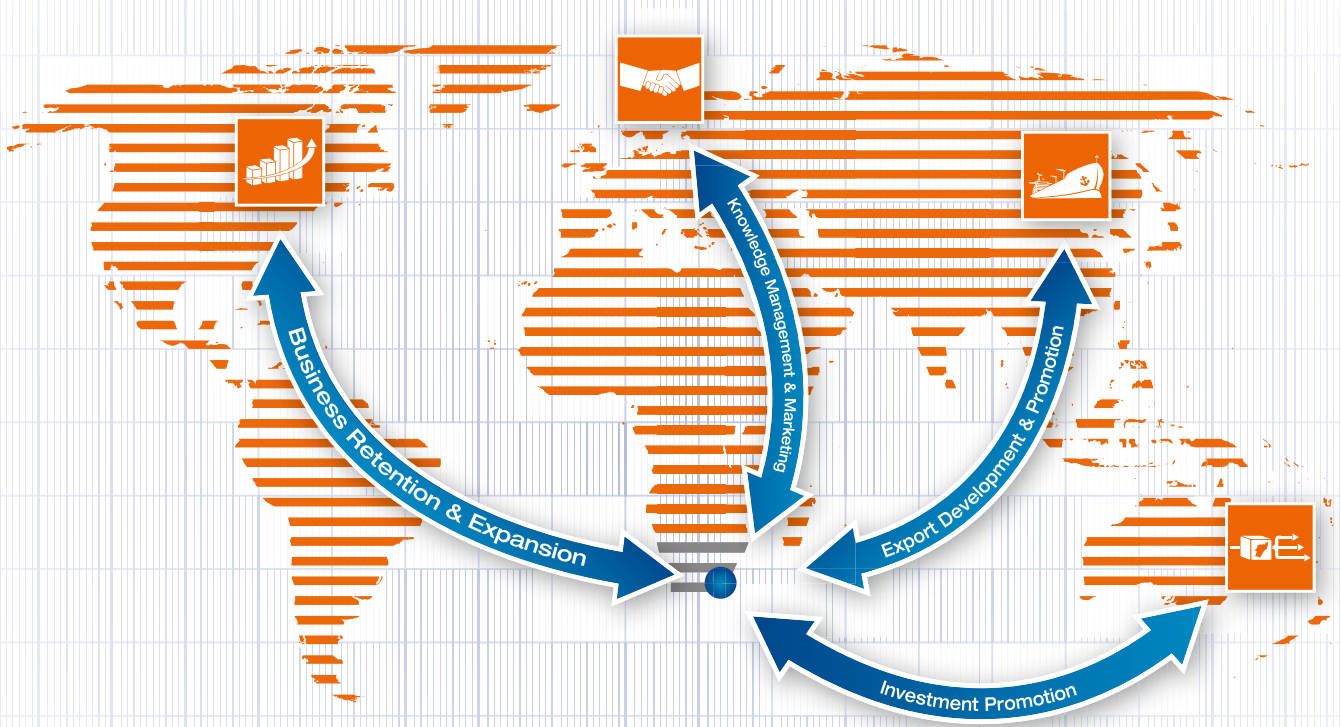 Knowledge Management & Marketing
Business Retention & Expansion
Export Development & Promotion
Investment Promotion